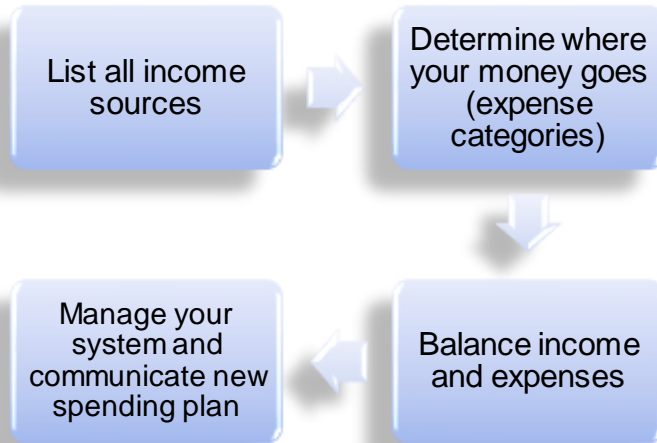 List all income
sources
Determine where
your money goes
(expense
categories)
Balance income
and expenses
Manage your
system and
communicate new
spending plan